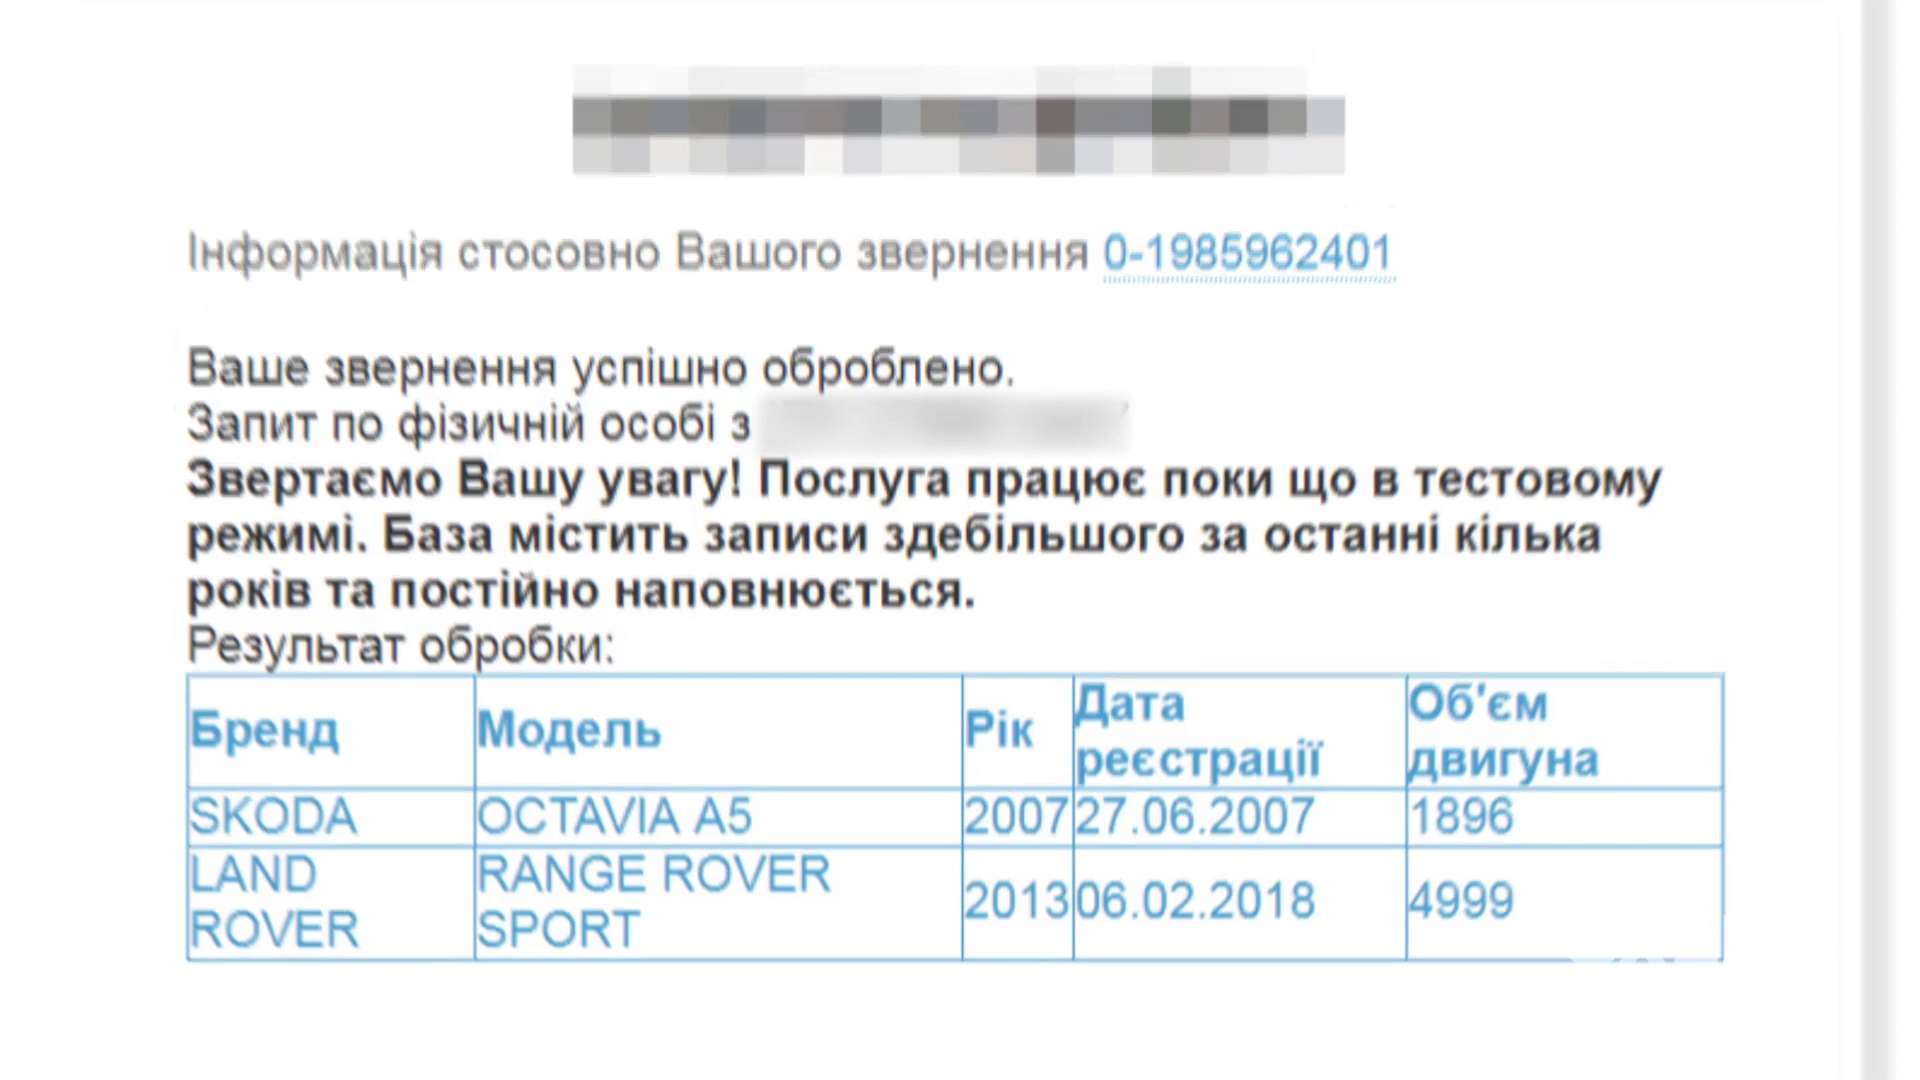 Інформація стосовно Вашого звернення 0-1985962401
Ваше звернення успішно оброблено.
Запит по фізичній особі з
Звертаємо Вашу увагу! Послуга працює поки що в тестовому
режимі. База містить записи здебільшого за останні кілька
років та постійно наповнюється.
Результат обробки:
Бренд Модель Рік Дата реєстрації Об'єм двигуна
SKODA OCTAVIA A5 2007 27.06.2007 1896
LAND ROVER RANGE ROVER SPORT 2013 06.02.2018 4999